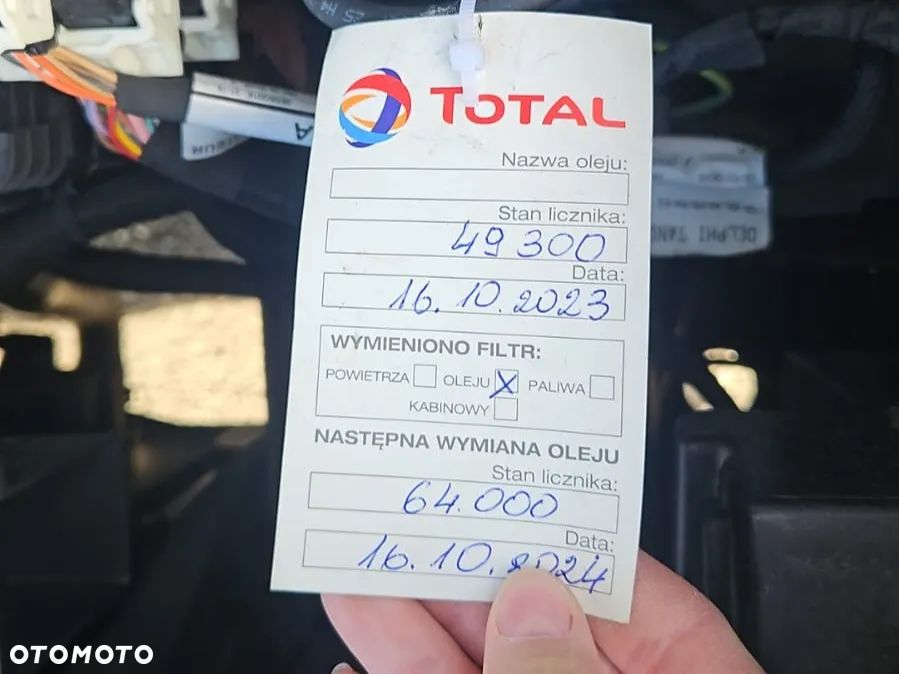 TOTAL
Nazwa oleju:
Stan licznika:
49 300
Data:
16.10.2023
WYMIENIONO FILTR:
POWIETRZA OLEJU X PALIWA
KABINOWY
NASTĘPNA WYMIANA OLEJU
Stan licznika:
64.000
Data:
16.10.2024
DELPHI
OTOMOTO